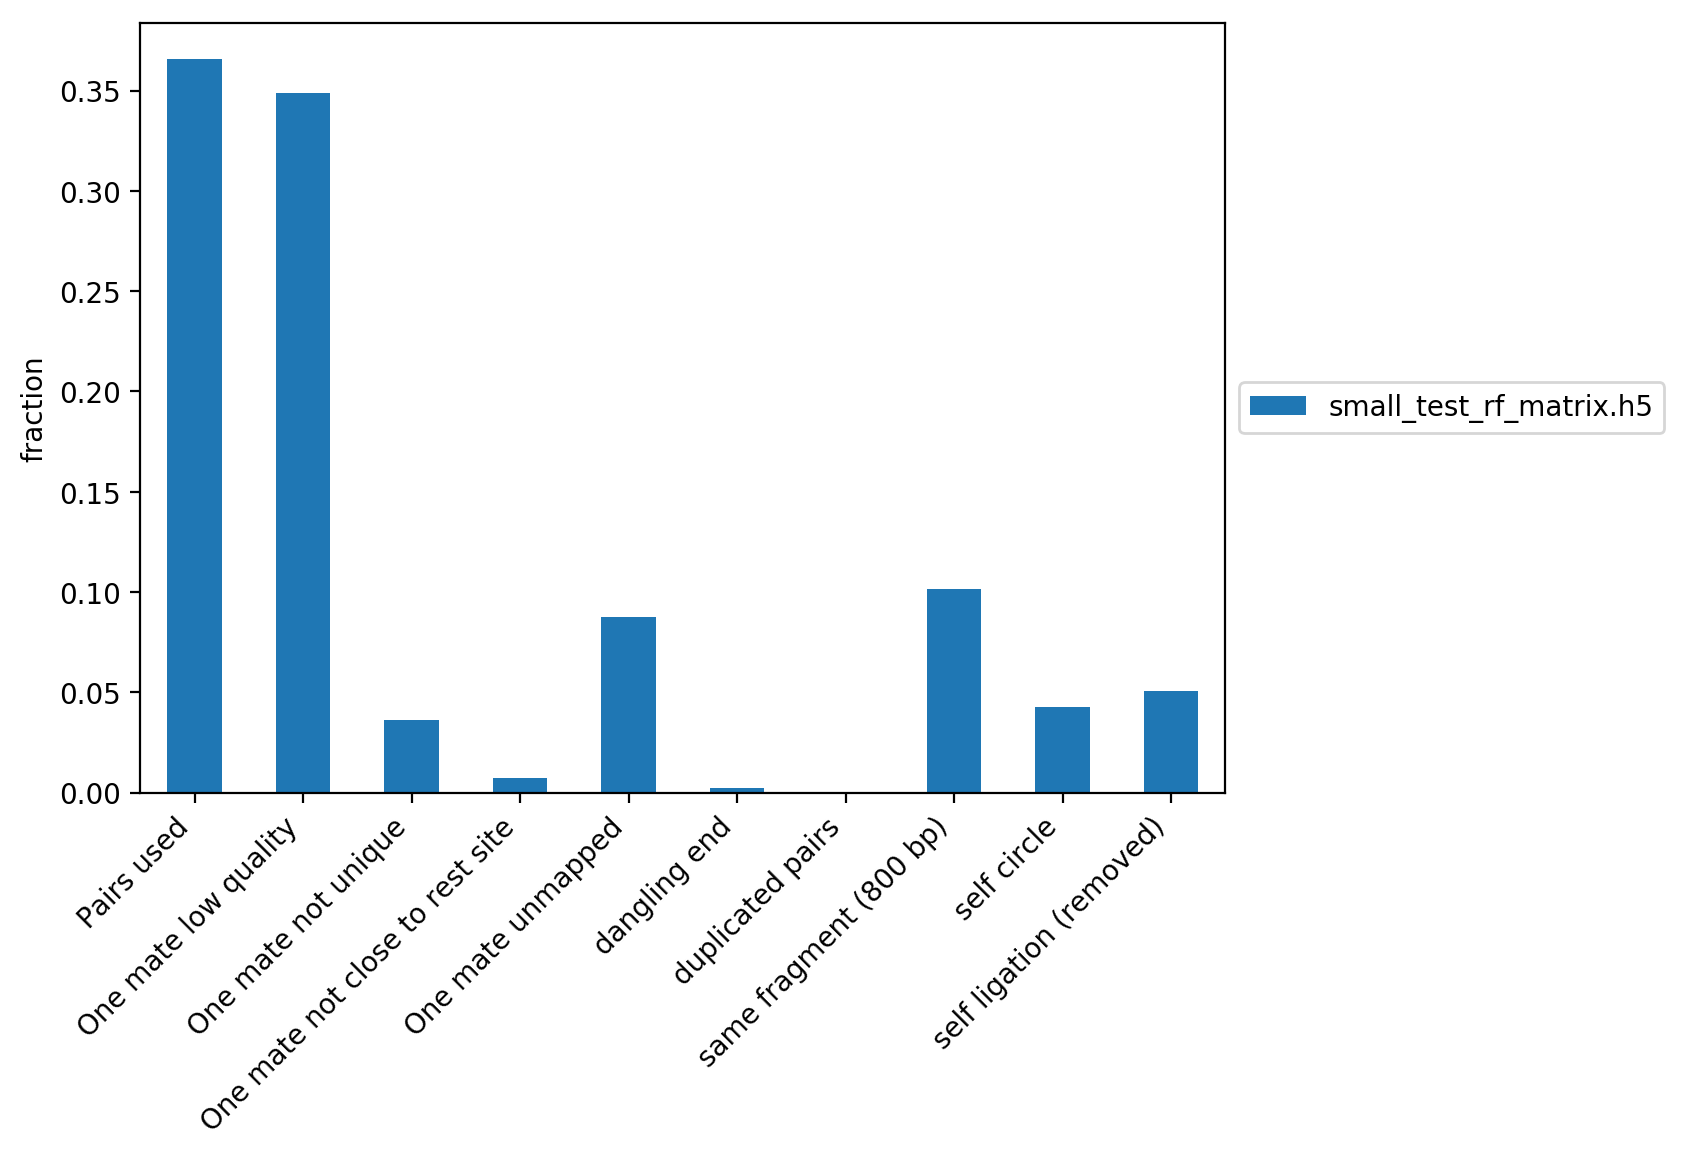 fraction
0.35
0.30
0.25
0.20
0.15
0.10
0.05
0.00
Pairs used
One mate low quality
One mate not unique
One mate not close to rest site
One mate unmapped
dangling end
duplicated pairs
same fragment (800 bp)
self circle
self ligation (removed)
small_test_rf_matrix.h5